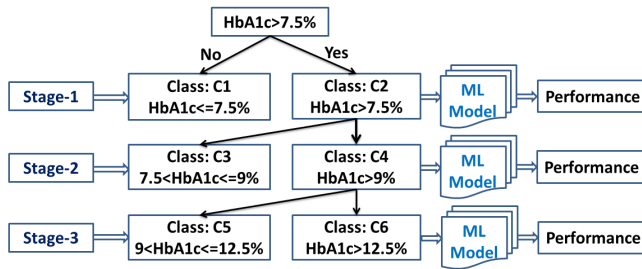 HbA1c>7.5%
No
Yes
Stage-1
Class: C1
HbA1c<=7.5%
Class: C2
HbA1c>7.5%
ML
Model
Performance
Stage-2
Class: C3
7.5<HbA1c<=9%
Class: C4
HbA1c>9%
ML
Model
Performance
Stage-3
Class: C5
9<HbA1c<=12.5%
Class: C6
HbA1c>12.5%
ML
Model
Performance